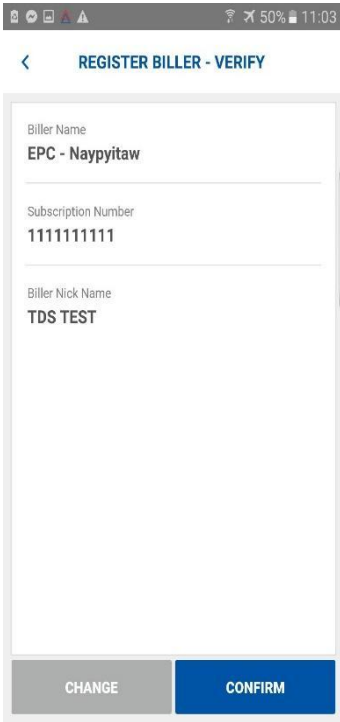 50% 11:03
REGISTER BILLER - VERIFY
Biller Name
EPC - Naypyitaw
Subscription Number
1111111111
Biller Nick Name
TDS TEST
CHANGE
CONFIRM